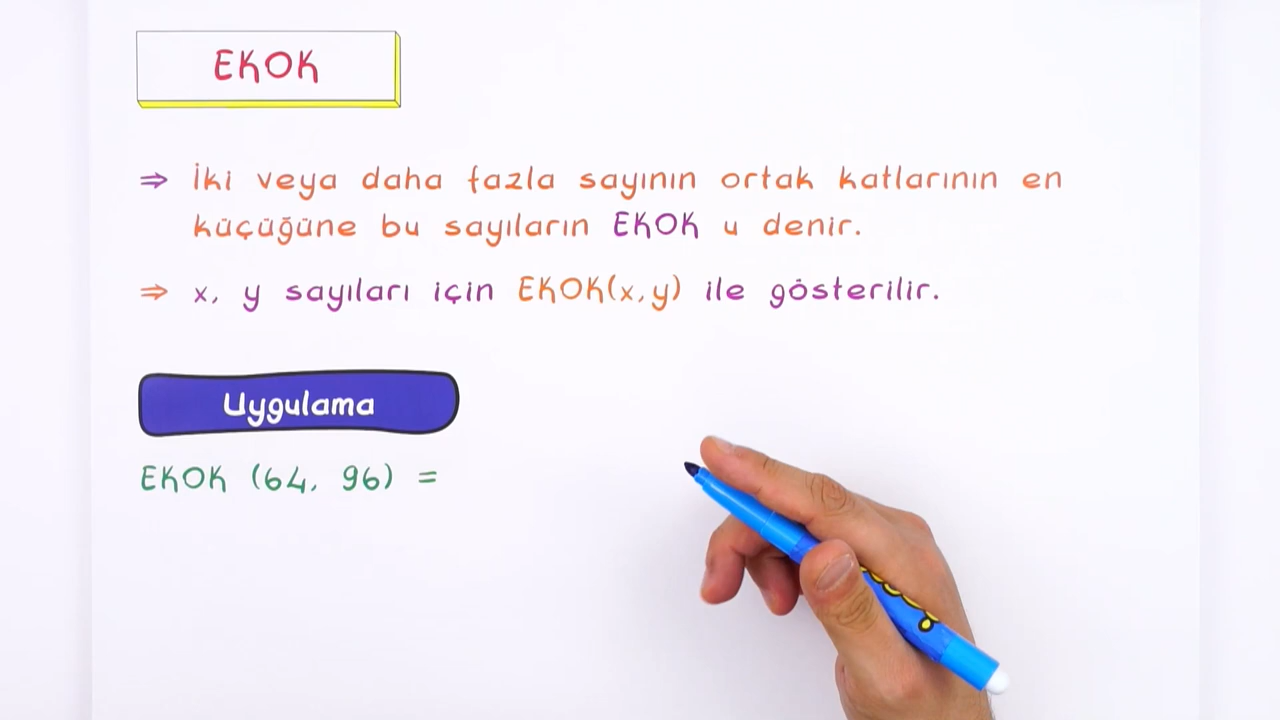 EKOK
⇒ İki veya daha fazla sayının ortak katlarının en
küçüğüne bu sayıların EKOK u denir.
⇒ x, y sayıları için EKOK(x,y) ile gösterilir.
Uygulama
EKOK (64, 96) =